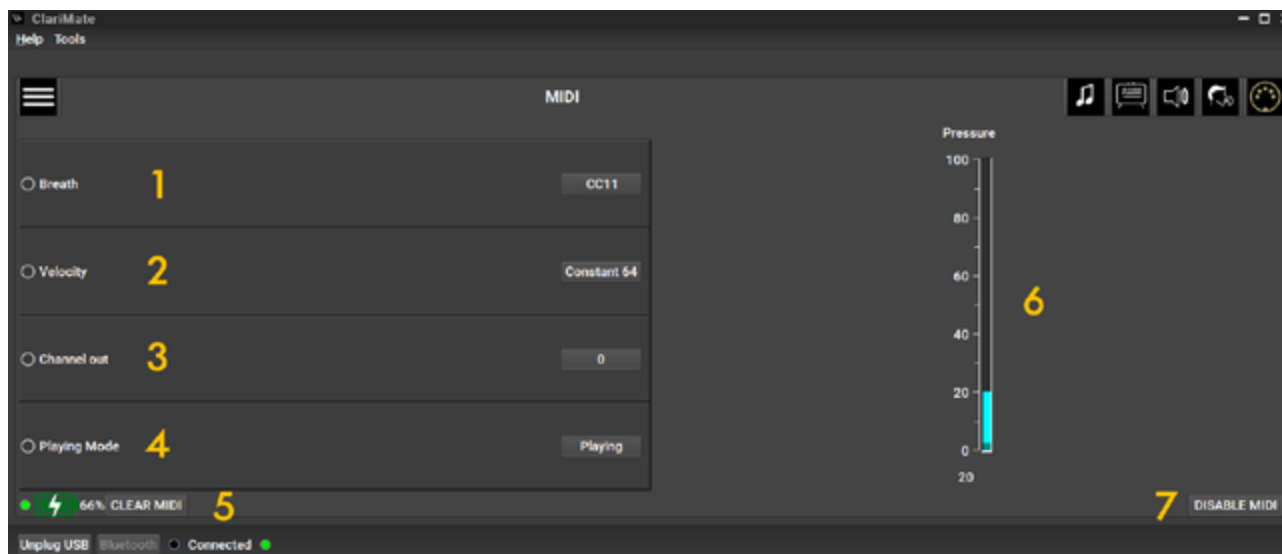 ClariMate
Help Tools
MIDI
Pressure
100
Breath 1 CC11
80
Velocity 2 Constant 64
60
6
40
Channel out 3 0
20
Playing Mode 4 Playing
0
20
66% CLEAR MIDI 5
7 DISABLE MIDI
Unplug USB Bluetooth Connected